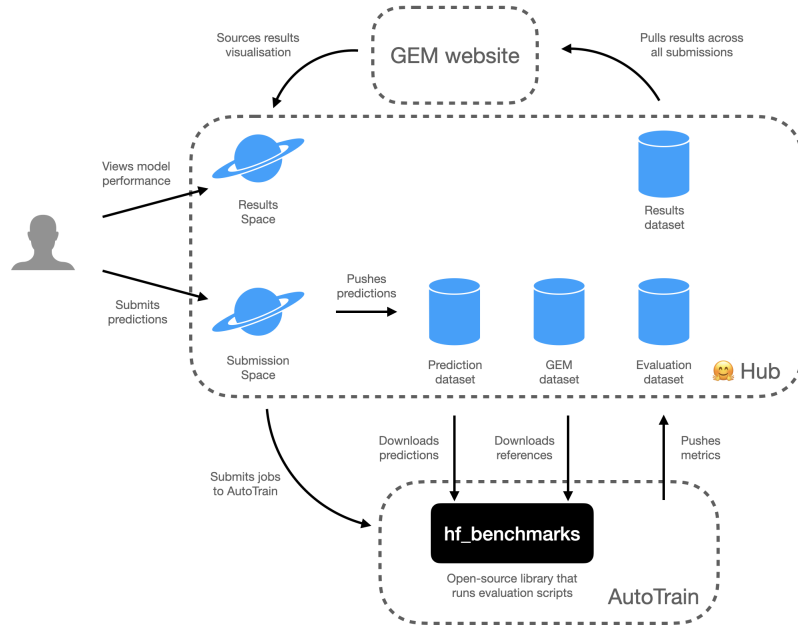 Sources results
visualisation
GEM website
Pulls results across
all submissions
Views model
performance
Results
Space
Results
dataset
Submits
predictions
Submission
Space
Pushes
predictions
Prediction
dataset
GEM
dataset
Evaluation
dataset
🤗 Hub
Submits jobs
to AutoTrain
Downloads
predictions
Downloads
references
Pushes
metrics
hf_benchmarks
Open-source library that
runs evaluation scripts
AutoTrain